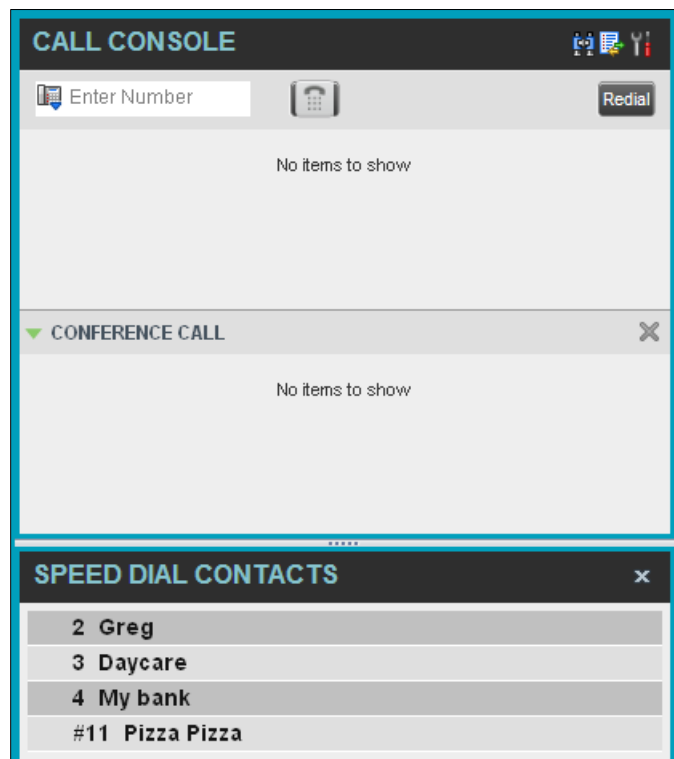 CALL CONSOLE
Enter Number
Redial
No items to show
CONFERENCE CALL
No items to show
SPEED DIAL CONTACTS
2 Greg
3 Daycare
4 My bank
#11 Pizza Pizza